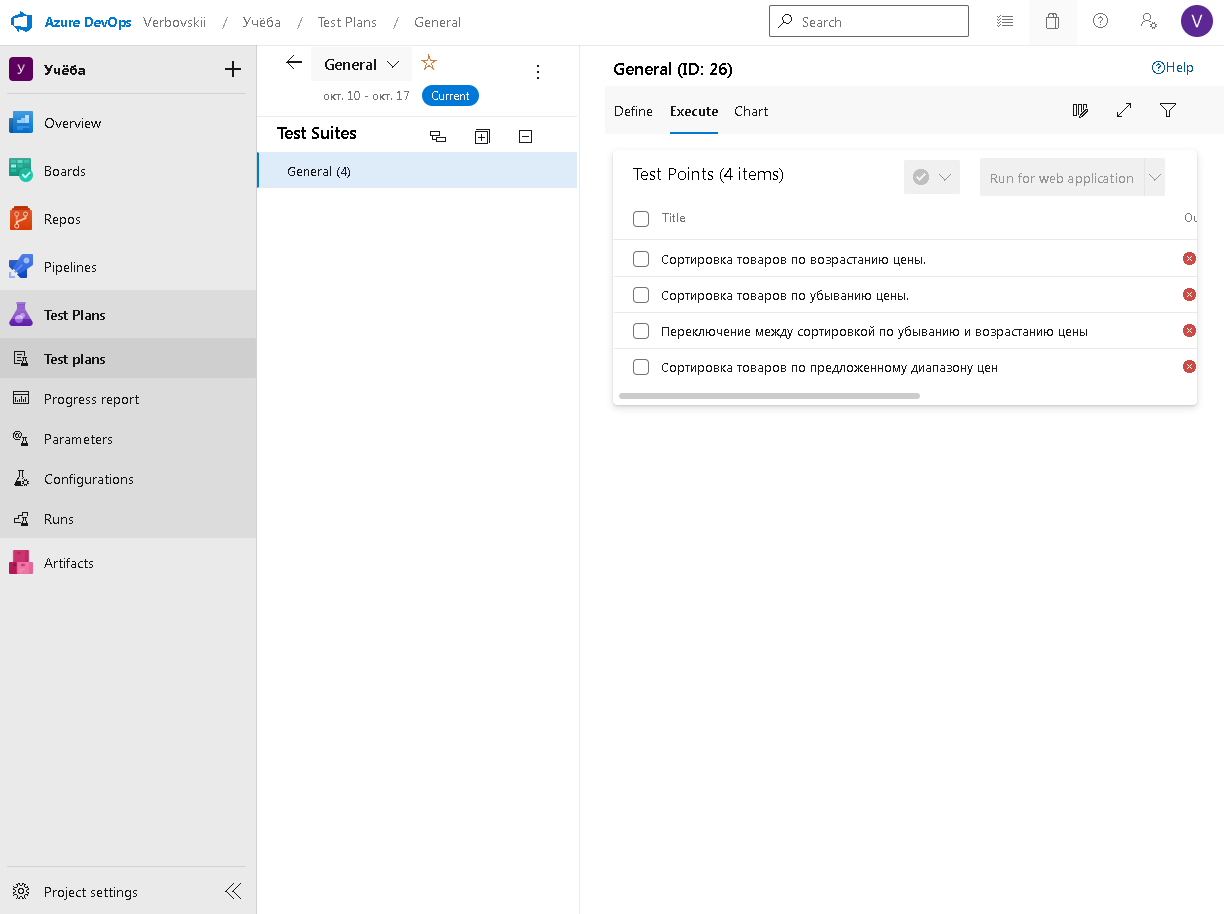 Azure DevOps Verbovskii / Учёба / Test Plans / General
Search
V
У Учёба
Overview
Boards
Repos
Pipelines
Test Plans
Test plans
Progress report
Parameters
Configurations
Runs
Artifacts
Project settings
General
окт. 10 - окт. 17 Current
Test Suites
General (4)
General (ID: 26)
Help
Define Execute Chart
Test Points (4 items)
Run for web application
Title Ou
Сортировка товаров по возрастанию цены.
Сортировка товаров по убыванию цены.
Переключение между сортировкой по убыванию и возрастанию цены
Сортировка товаров по предложенному диапазону цен